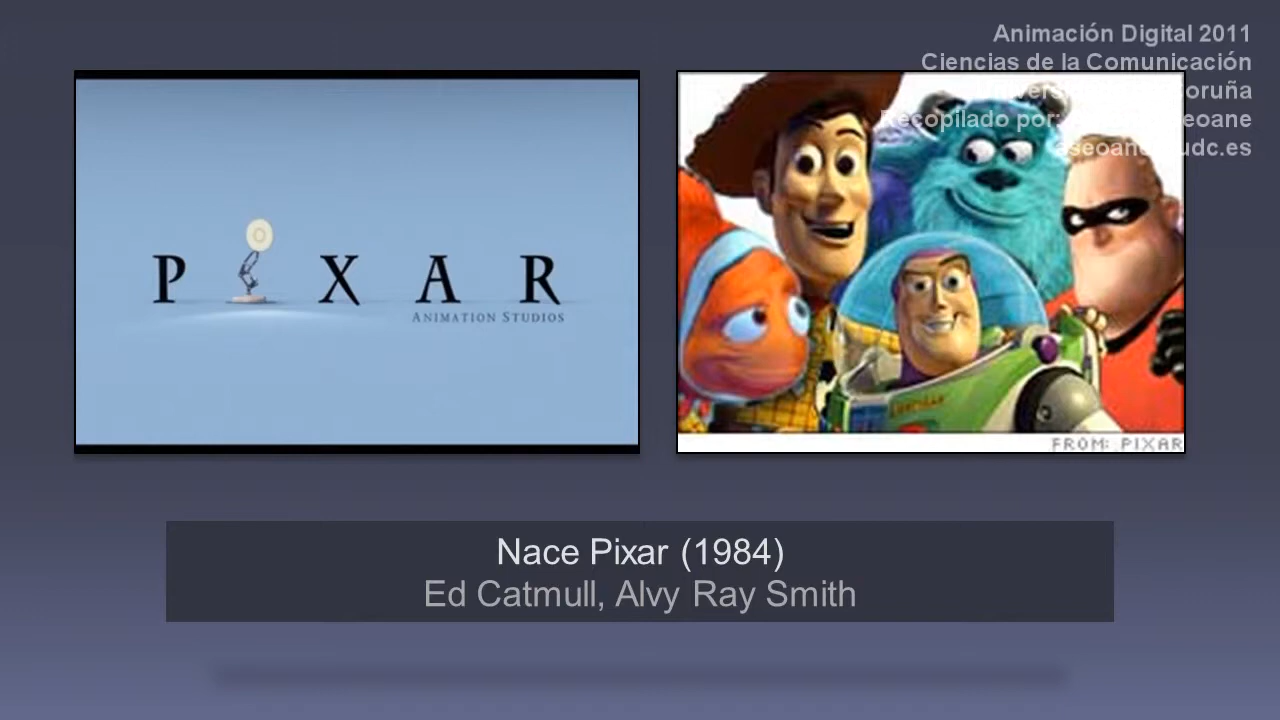 Animación Digital 2011
Ciencias de la Comunicación
oruña
Recopilado por: eoane
udc.es
P XAR
ANIMATION STUDIOS
FROM: PIXAR
Nace Pixar (1984)
Ed Catmull, Alvy Ray Smith